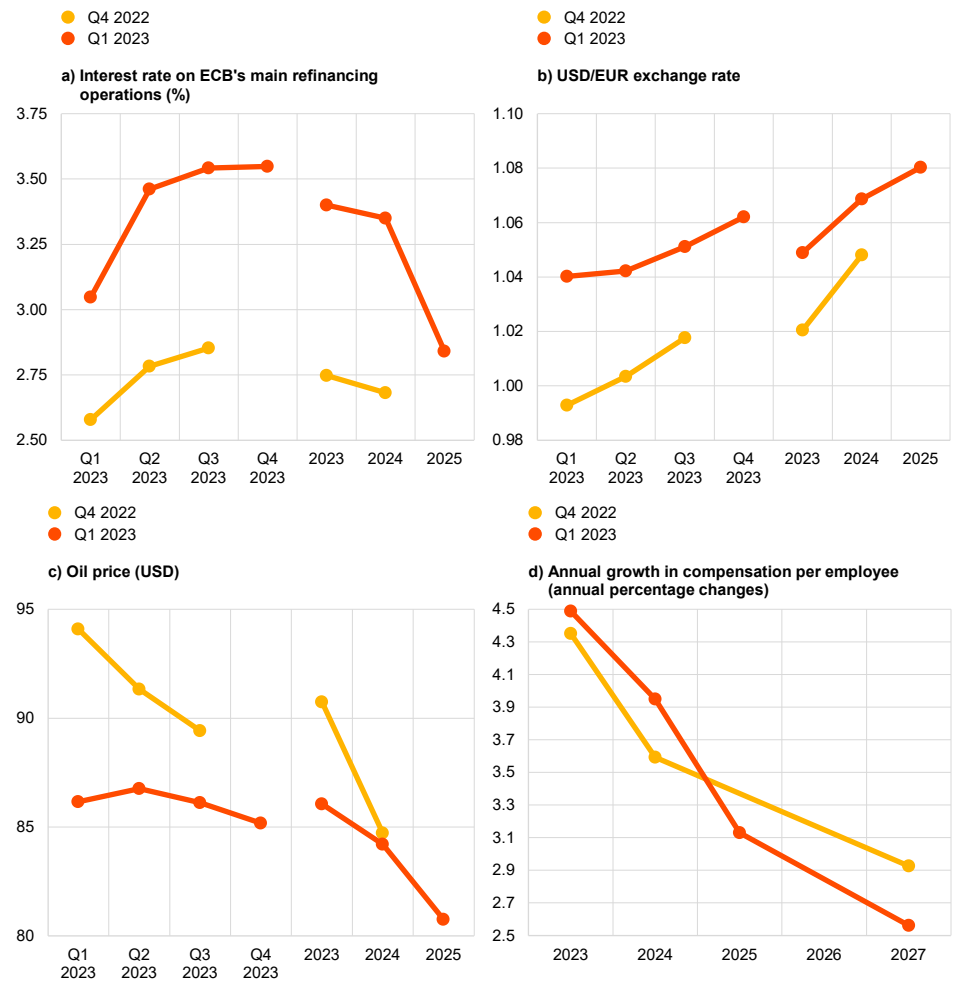 Q4 2022
Q1 2023
a) Interest rate on ECB's main refinancing
operations (%)
3.75
3.50
3.25
3.00
2.75
2.50
Q1
2023
Q2
2023
Q3
2023
Q4
2023
2023
2024
2025
Q4 2022
Q1 2023
b) USD/EUR exchange rate
1.10
1.08
1.06
1.04
1.02
1.00
0.98
Q1
2023
Q2
2023
Q3
2023
Q4
2023
2023
2024
2025
Q4 2022
Q1 2023
c) Oil price (USD)
95
90
85
80
Q1
2023
Q2
2023
Q3
2023
Q4
2023
2023
2024
2025
Q4 2022
Q1 2023
d) Annual growth in compensation per employee
(annual percentage changes)
4.5
4.3
4.1
3.9
3.7
3.5
3.3
3.1
2.9
2.7
2.5
2023
2024
2025
2026
2027